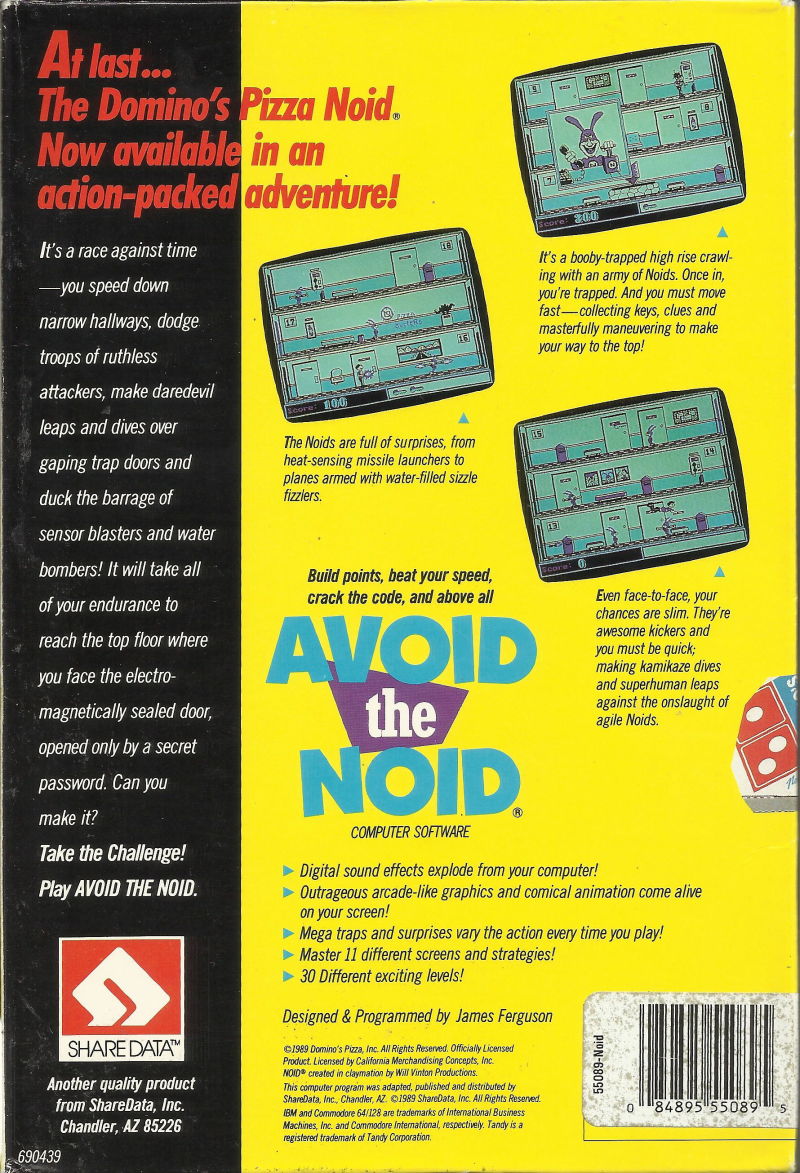 At last...
The Domino's Pizza Noid®
Now available in an
action-packed adventure!
It's a race against time
—you speed down
narrow hallways, dodge
troops of ruthless
attackers, make daredevil
leaps and dives over
gaping trap doors and
duck the barrage of
sensor blasters and water
bombers! It will take all
of your endurance to
reach the top floor where
you face the electro-
magnetically sealed door,
opened only by a secret
password. Can you
make it?
Take the Challenge!
Play AVOID THE NOID.
SHARE DATA™
Another quality product
from ShareData, Inc.
Chandler, AZ 85226
690439
9
8
7
Score: 200
It's a booby-trapped high rise crawl-
ing with an army of Noids. Once in,
you're trapped. And you must move
fast—collecting keys, clues and
masterfully maneuvering to make
your way to the top!
18
17
16
Score: 100
The Noids are full of surprises, from
heat-sensing missile launchers to
planes armed with water-filled sizzle
fizzlers.
15
14
13
Score: 0
Even face-to-face, your
chances are slim. They're
awesome kickers and
you must be quick;
making kamikaze dives
and superhuman leaps
against the onslaught of
agile Noids.
Build points, beat your speed,
crack the code, and above all
AVOID
the
NOID®
COMPUTER SOFTWARE
Digital sound effects explode from your computer!
Outrageous arcade-like graphics and comical animation come alive
on your screen!
Mega traps and surprises vary the action every time you play!
Master 11 different screens and strategies!
30 Different exciting levels!
Designed & Programmed by James Ferguson
©1989 Domino's Pizza, Inc. All Rights Reserved. Officially Licensed
Product. Licensed by California Merchandising Concepts, Inc.
NOID® created in claymation by Will Vinton Productions.
This computer program was adapted, published and distributed by
ShareData, Inc., Chandler, AZ. ©1989 ShareData, Inc. All Rights Reserved.
IBM and Commodore 64/128 are trademarks of International Business
Machines, Inc. and Commodore International, respectively. Tandy is a
registered trademark of Tandy Corporation.
55089-Noid
0 84895 55089 5